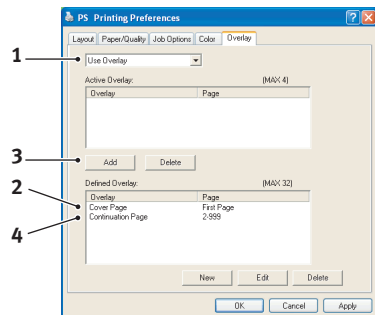 PS Printing Preferences
Layout Paper/Quality Job Options Color Overlay
1
Use Overlay
Active Overlay: (MAX 4)
Overlay Page
3
Add Delete
Defined Overlay: (MAX 32)
Overlay Page
2
Cover Page First Page
Continuation Page 2-999
4
New Edit Delete
OK Cancel Apply